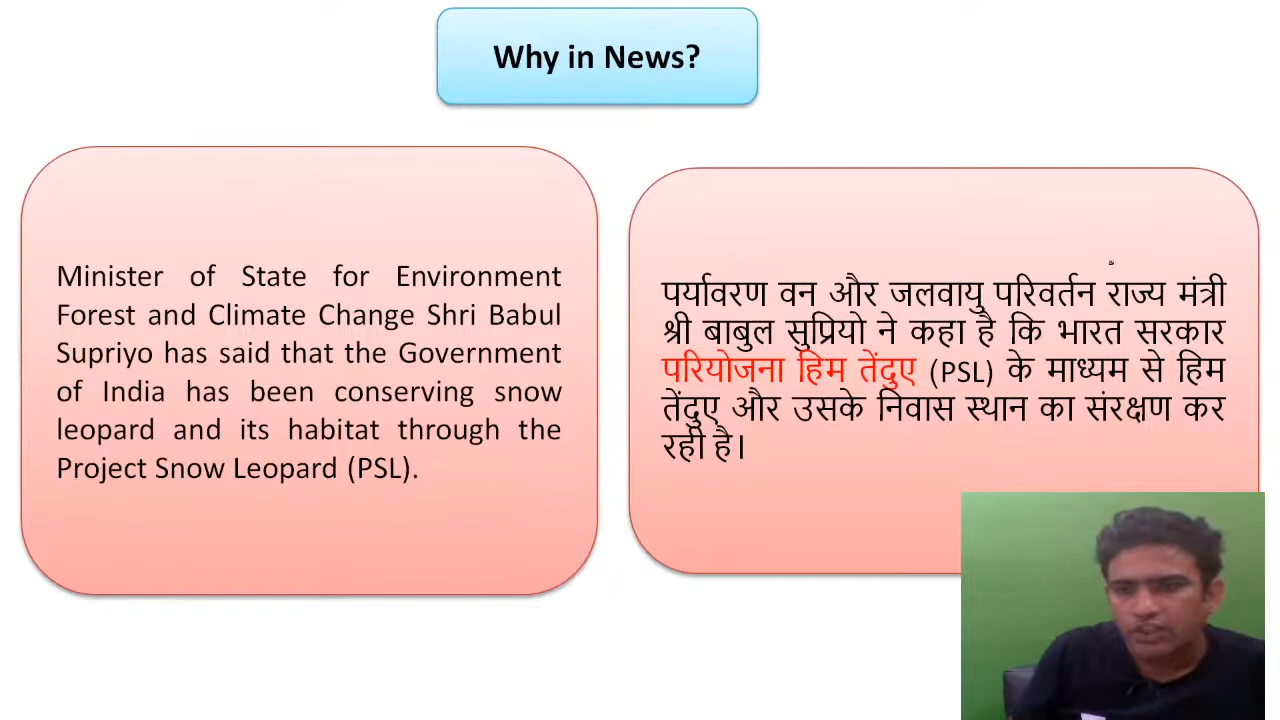 Why in News?
Minister of State for Environment
Forest and Climate Change Shri Babul
Supriyo has said that the Government
of India has been conserving snow
leopard and its habitat through the
Project Snow Leopard (PSL).
पर्यावरण वन और जलवायु परिवर्तन राज्य मंत्री
श्री बाबुल सुप्रियो ने कहा है कि भारत सरकार
परियोजना हिम तेंदुए (PSL) के माध्यम से हिम
तेंदुए और उसके निवास स्थान का संरक्षण कर
रही है।